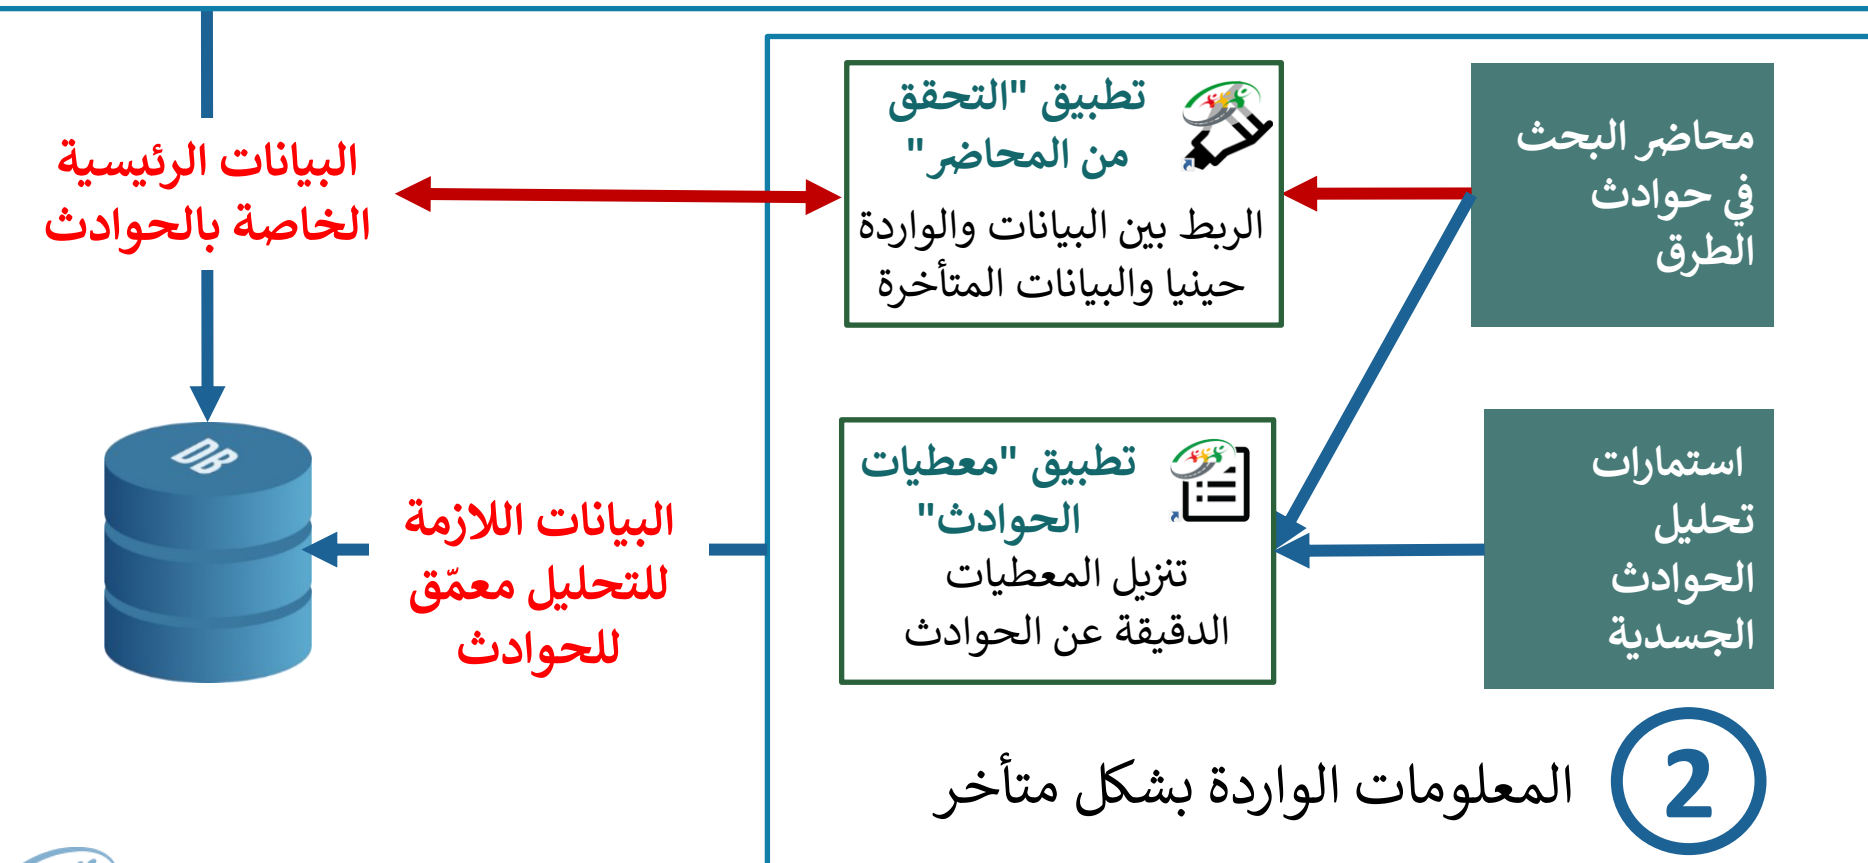 محاضر البحث
في حوادث
الطرق
تطبيق "التحقق
من المحاضر"
الربط بين البيانات والواردة
حينيا والبيانات المتأخرة
البيانات الرئيسية
الخاصة بالحوادث
استمارات
تحليل
الحوادث
الجسدية
تطبيق "معطيات
الحوادث"
تنزيل المعطيات
الدقيقة عن الحوادث
البيانات اللازمة
للتحليل معمّق
للحوادث
DB
2
المعلومات الواردة بشكل متأخر